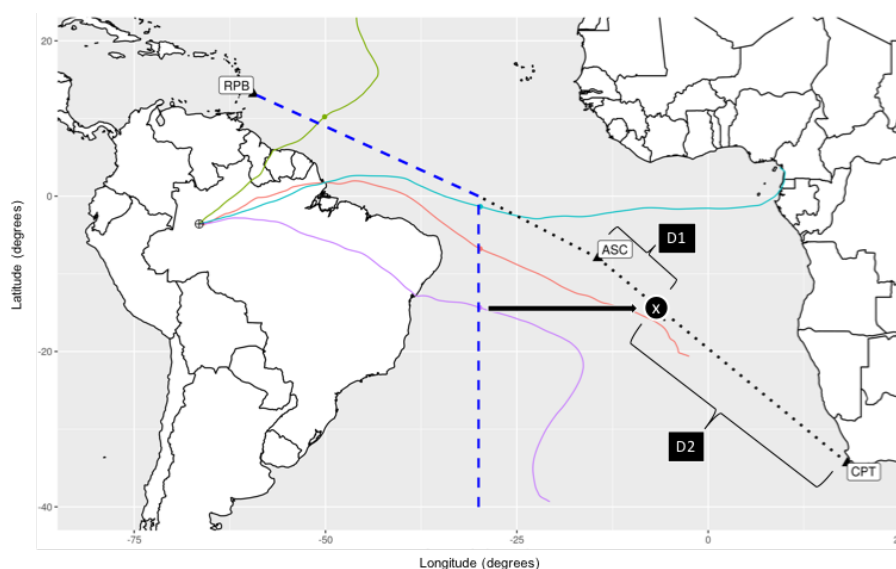 20
RPB
0
ASC
D1
X
-20
D2
CPT
-40
-75
-50
-25
0
Latitude (degrees)
Longitude (degrees)